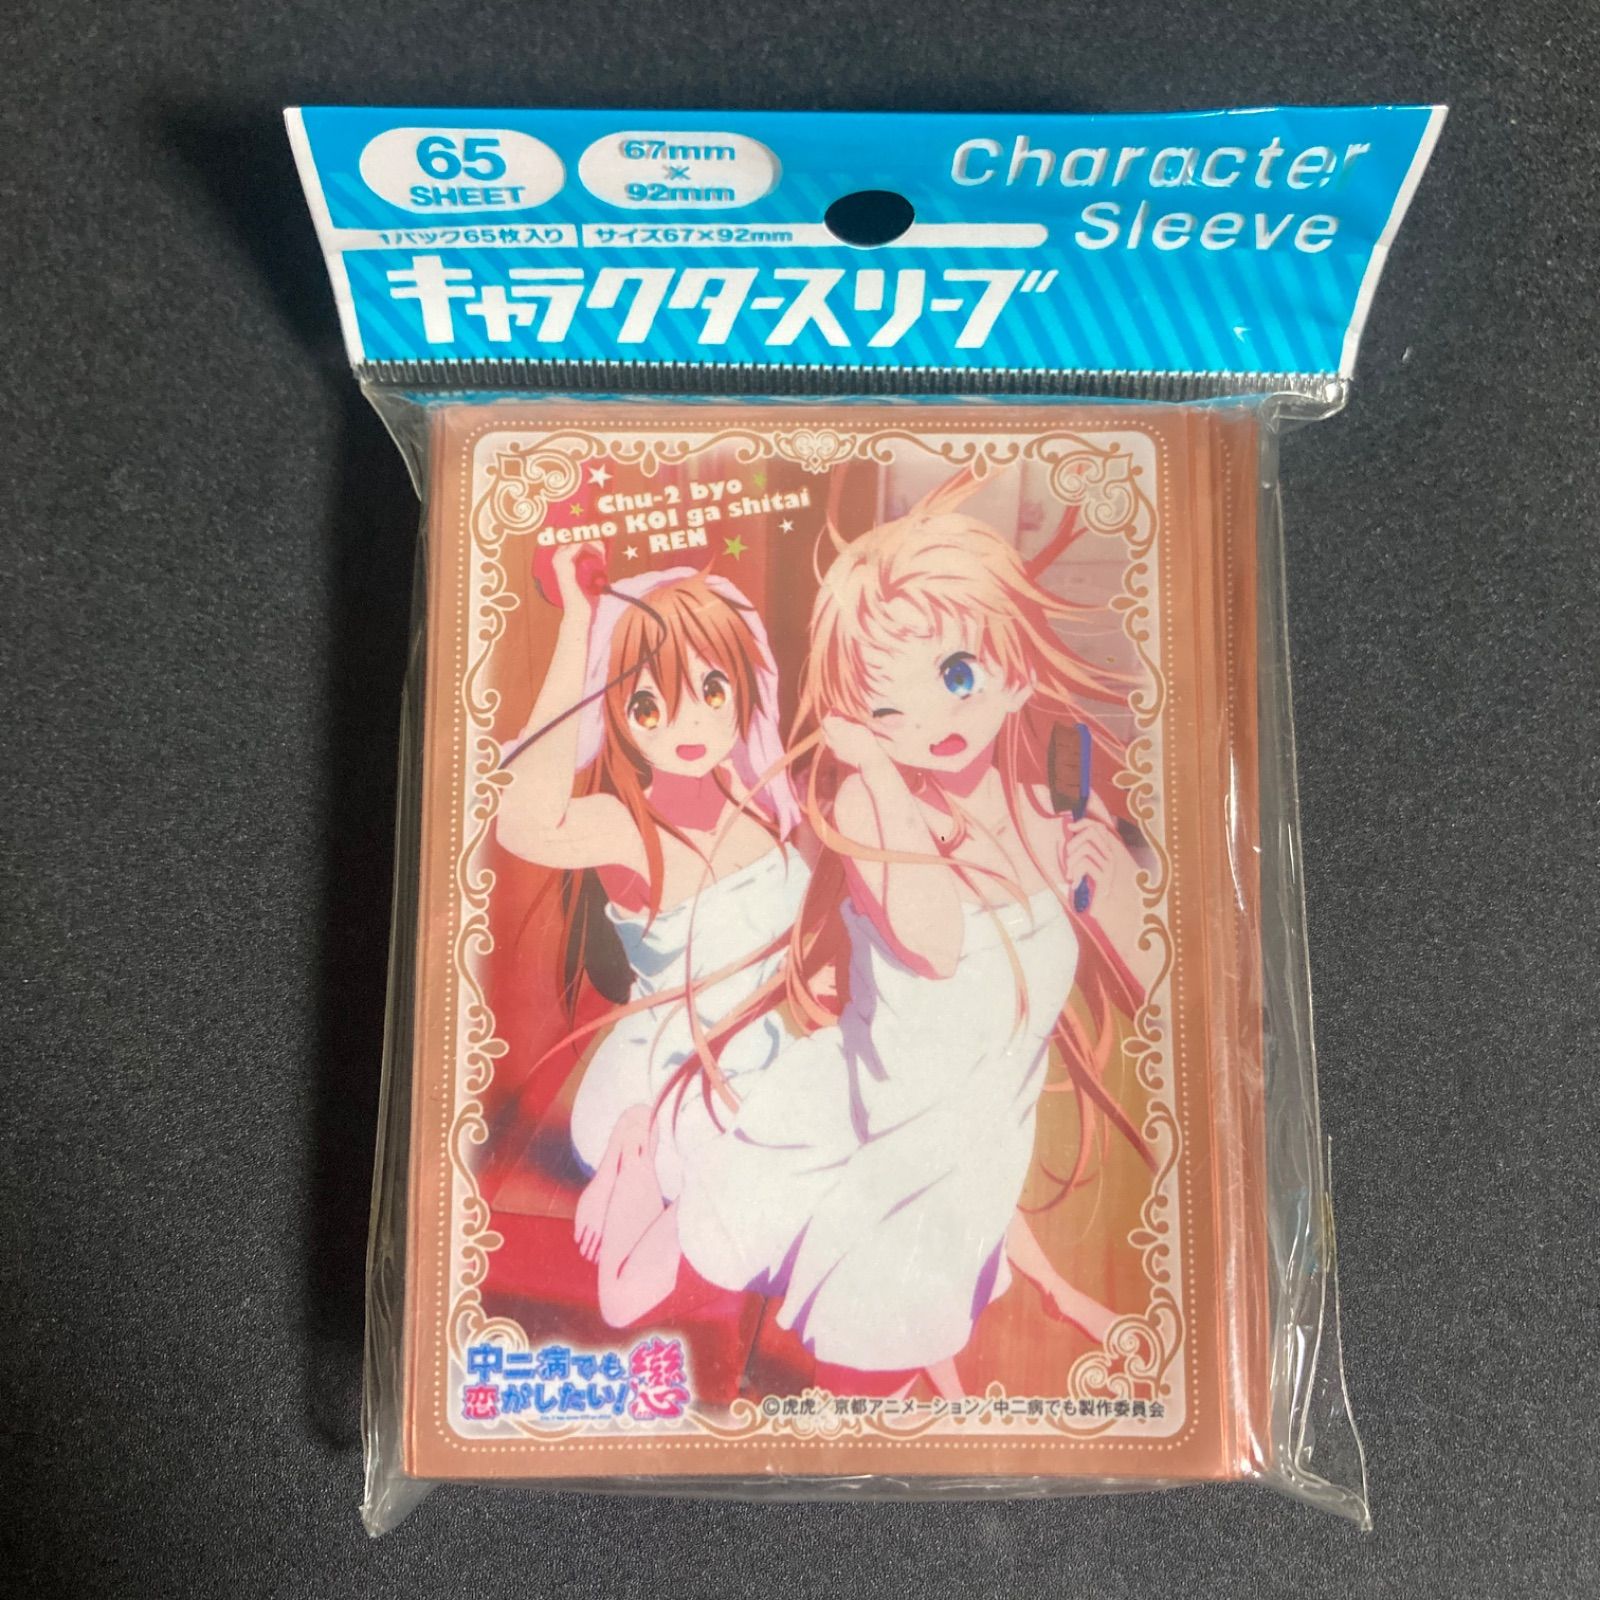 65
SHEET
67mm
×
92mm
Character
Sleeve
1パック65枚入り
サイズ67×92mm
キャラクタースリーブ
Chu-2 byo
demo KOI ga shitai
REN
中二病でも
恋がしたい!
戀
©虎虎/京都アニメーション/中二病でも製作委員会